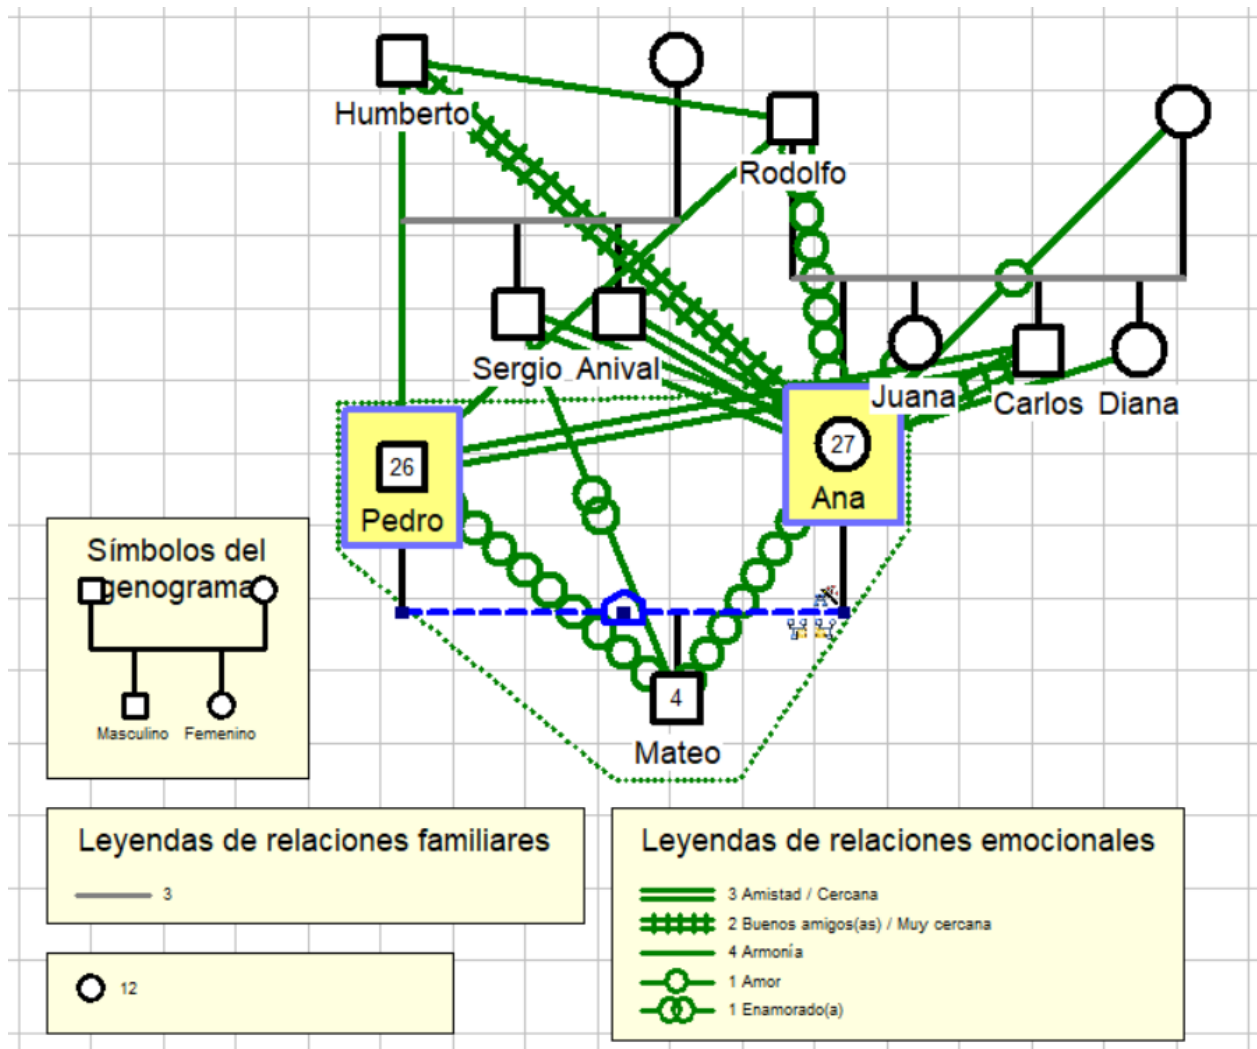 Humberto
Rodolfo
Sergio Anival
Juana
Carlos Diana
26
Pedro
27
Ana
4
Mateo
Símbolos del
genograma
Masculino Femenino
Leyendas de relaciones familiares
3
12
Leyendas de relaciones emocionales
3 Amistad / Cercana
2 Buenos amigos(as) / Muy cercana
4 Armonía
1 Amor
1 Enamorado(a)